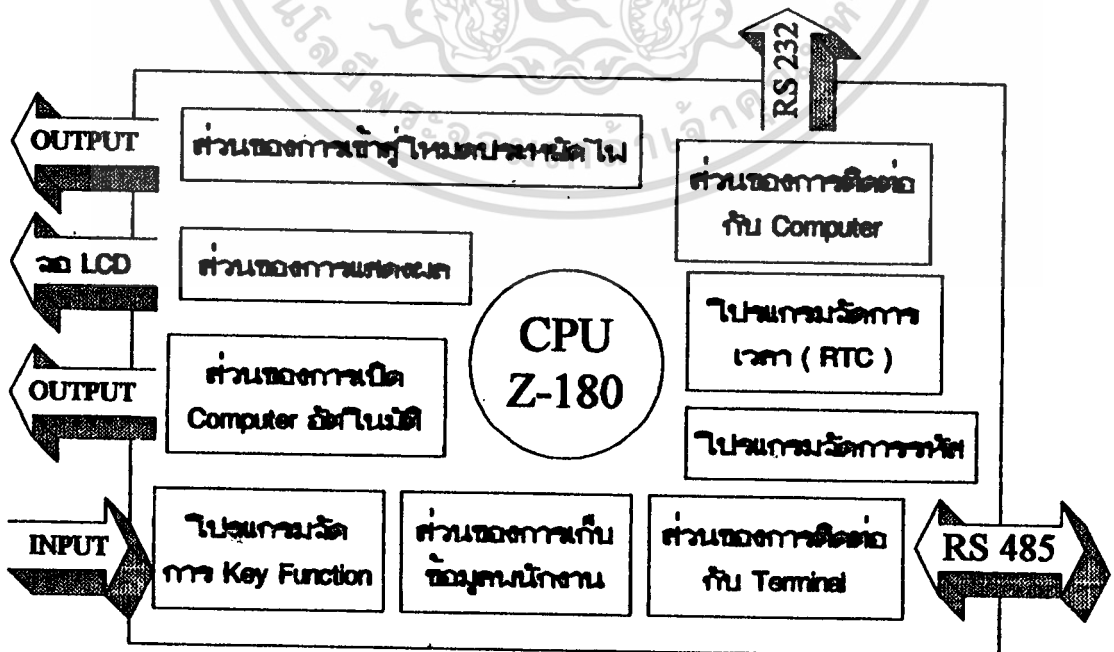 RS 232
OUTPUT
ส่วนของการเข้าสู่โหมดประหยัดไฟ
ส่วนของการติดต่อ
กับ Computer
จอ LCD
ส่วนของการแสดงผล
CPU
Z-180
โปรแกรมจัดการ
เวลา ( RTC )
OUTPUT
ส่วนของการเปิด
Computer อัตโนมัติ
โปรแกรมจัดการรหัส
INPUT
โปรแกรมจัด
การ Key Function
ส่วนของการเก็บ
ข้อมูลพนักงาน
ส่วนของการติดต่อ
กับ Terminal
RS 485